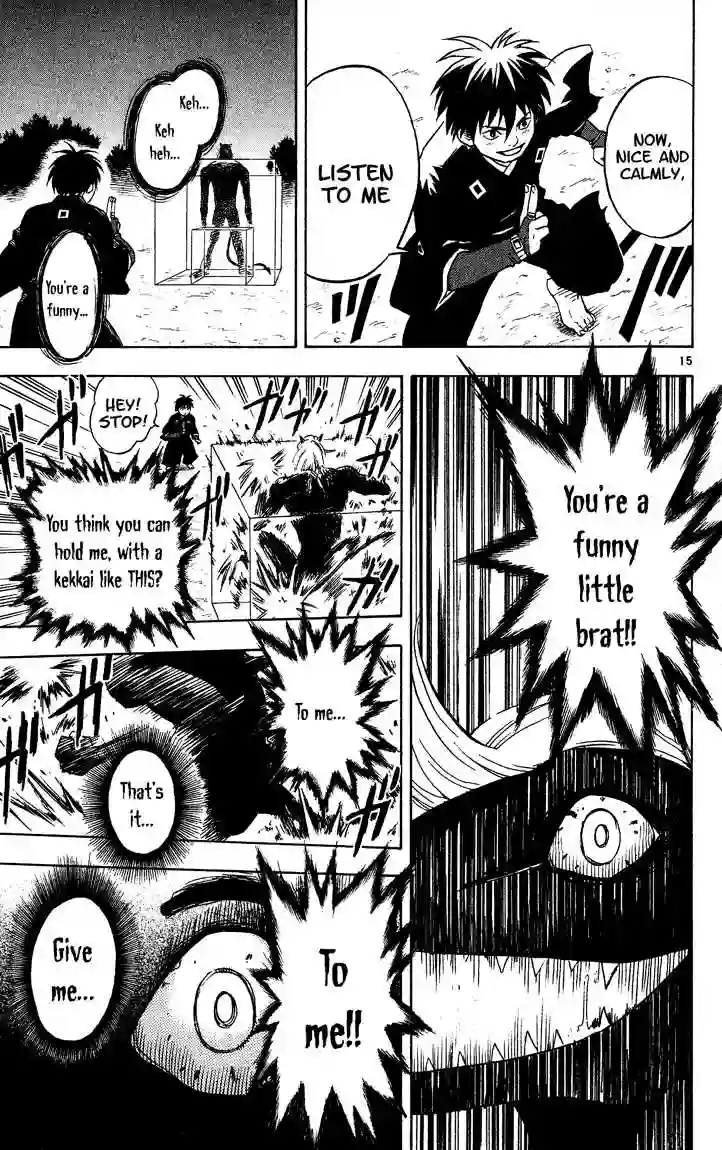 NOW,
NICE AND
CALMLY,
LISTEN
TO ME
Keh...
Keh
heh...
You're a
funny...
15
You're a
funny
little
brat!!
HEY!
STOP!
You think you can
hold me, with a
kekkai like THIS?
To me...
That's
it...
To
me!!
Give
me...